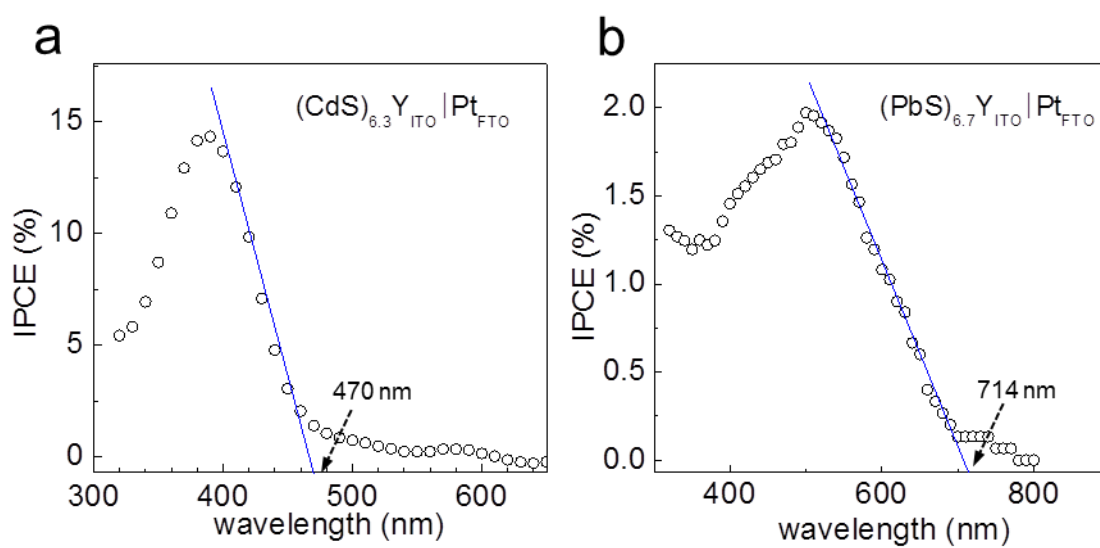 a
(CdS)6.3YITO|PtFTO
IPCE (%)
15
10
5
0
470 nm
300
400
500
600
wavelength (nm)
b
(PbS)6.7YITO|PtFTO
IPCE (%)
2.0
1.5
1.0
0.5
0.0
714 nm
400
600
800
wavelength (nm)